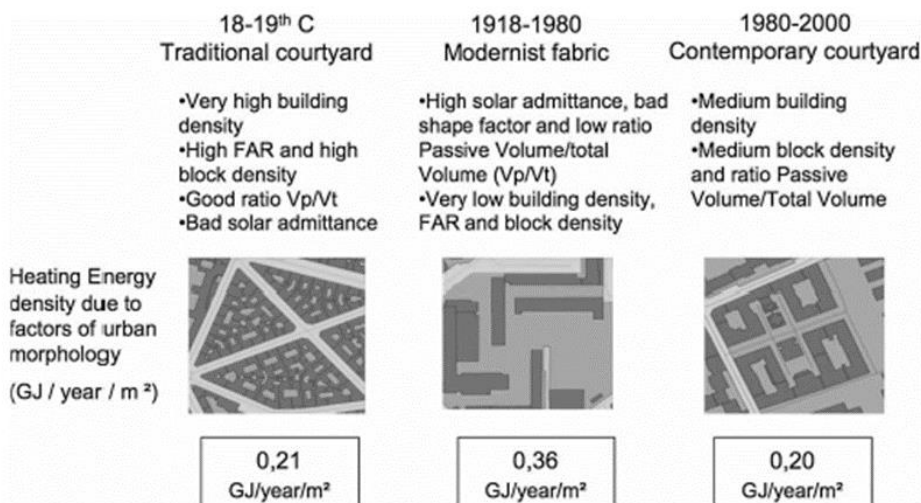 18-19th C
Traditional courtyard
•Very high building
density
•High FAR and high
block density
•Good ratio Vp/Vt
•Bad solar admittance
1918-1980
Modernist fabric
•High solar admittance, bad
shape factor and low ratio
Passive Volume/total
Volume (Vp/Vt)
•Very low building density,
FAR and block density
1980-2000
Contemporary courtyard
•Medium building
density
•Medium block density
and ratio Passive
Volume/Total Volume
Heating Energy
density due to
factors of urban
morphology
(GJ / year / m ²)
0,21
GJ/year/m²
0,36
GJ/year/m²
0,20
GJ/year/m²